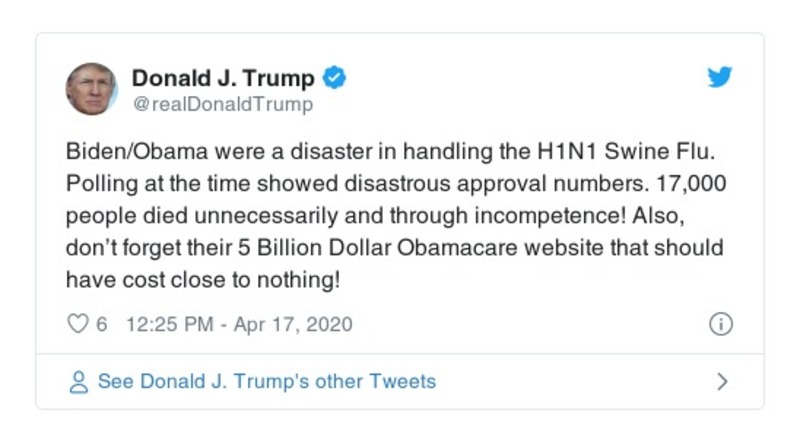 Donald J. Trump
@realDonaldTrump
Biden/Obama were a disaster in handling the H1N1 Swine Flu.
Polling at the time showed disastrous approval numbers. 17,000
people died unnecessarily and through incompetence! Also,
don’t forget their 5 Billion Dollar Obamacare website that should
have cost close to nothing!
6 12:25 PM - Apr 17, 2020
See Donald J. Trump's other Tweets